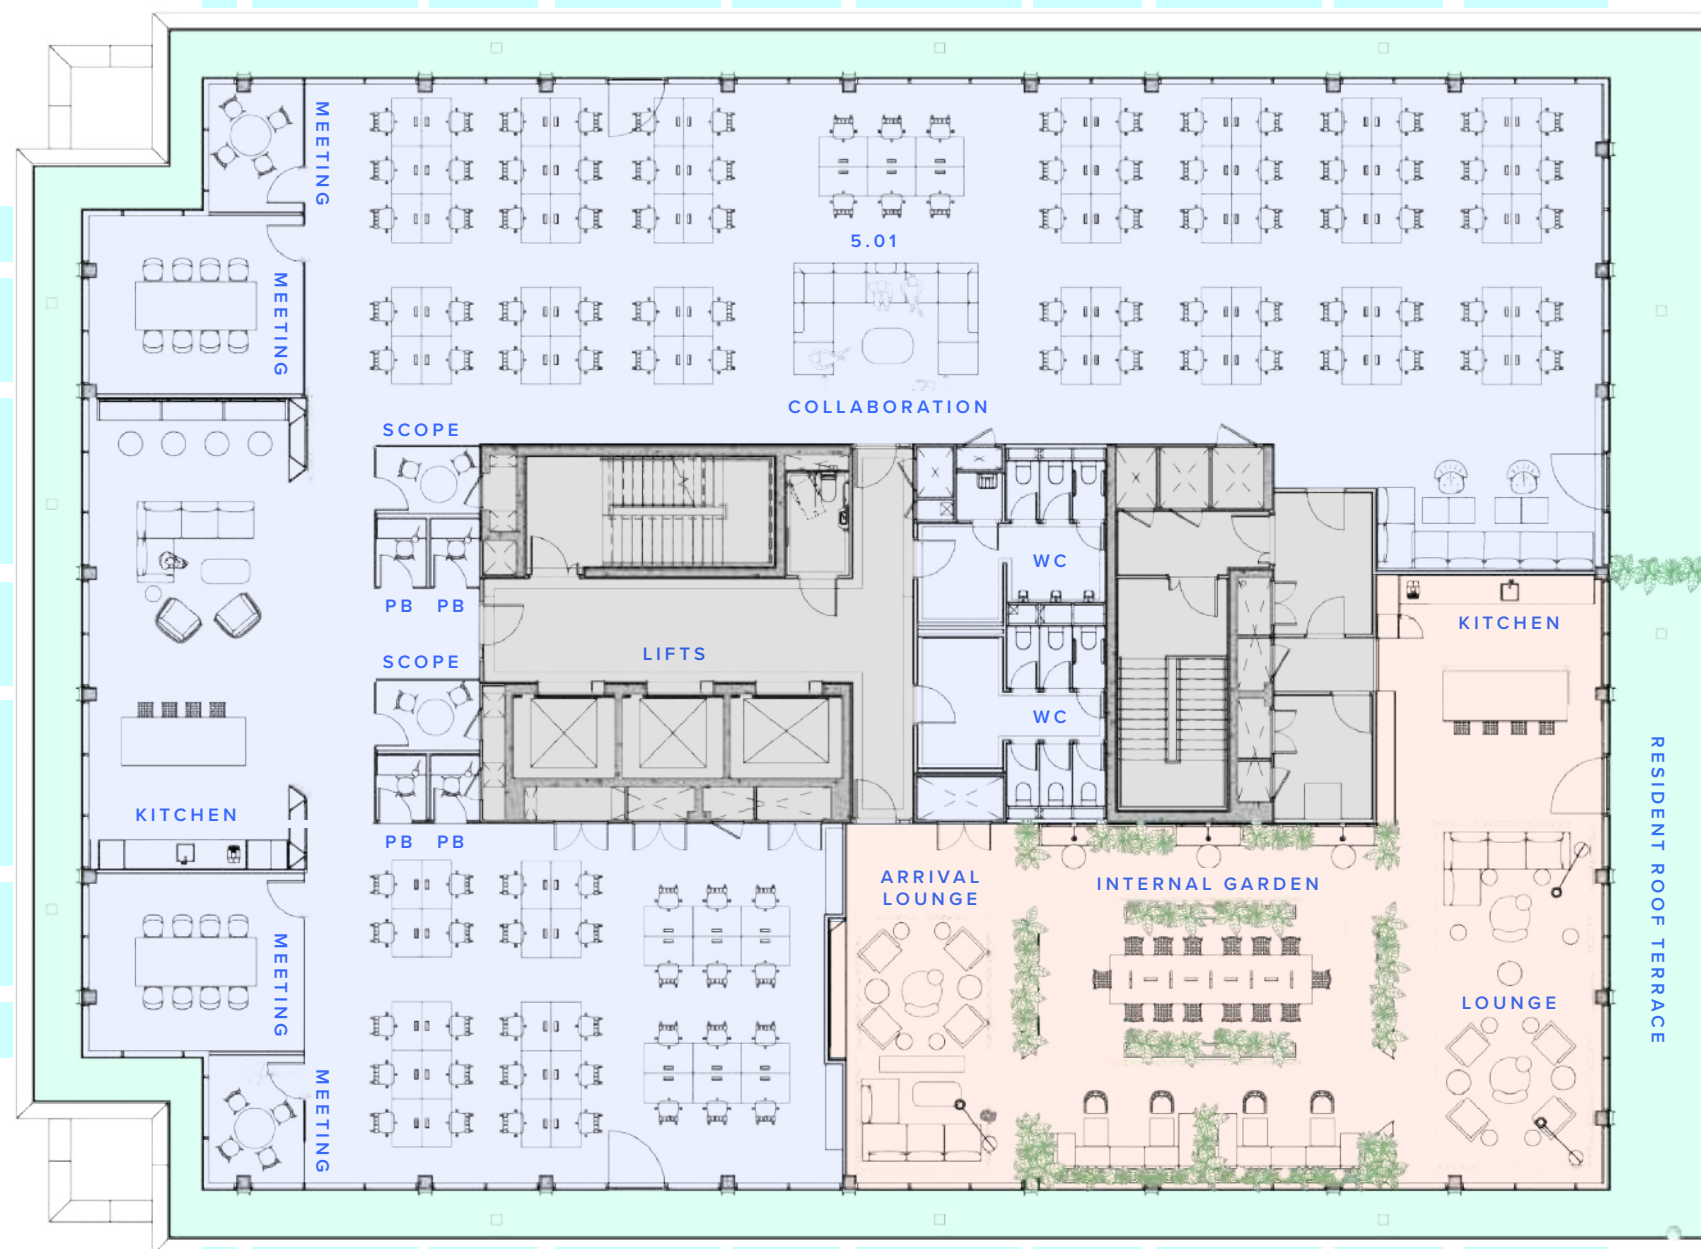 MEETING
MEETING
5.01
COLLABORATION
SCOPE
PB PB
WC
KITCHEN
SCOPE
LIFTS
WC
RESIDENT ROOF TERRACE
KITCHEN
PB PB
ARRIVAL
LOUNGE
INTERNAL GARDEN
MEETING
LOUNGE
MEETING